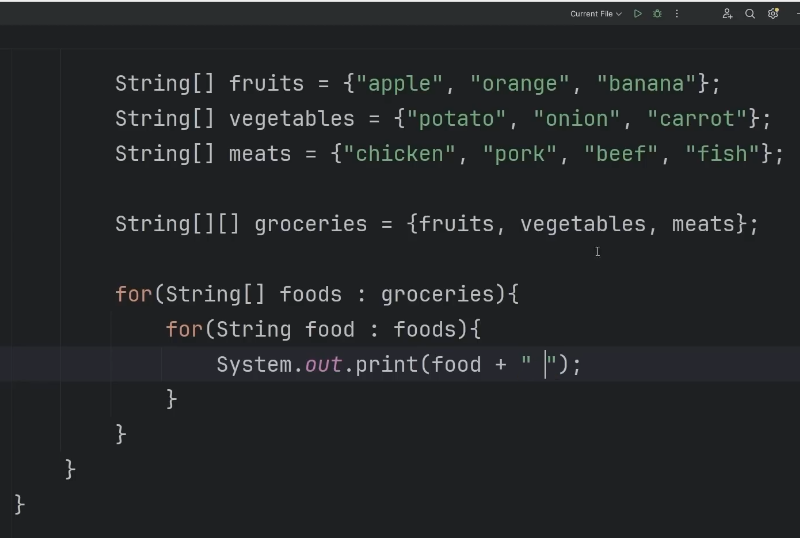 Current File
String[] fruits = {"apple", "orange", "banana"};
String[] vegetables = {"potato", "onion", "carrot"};
String[] meats = {"chicken", "pork", "beef", "fish"};
String[][] groceries = {fruits, vegetables, meats};
for(String[] foods : groceries){
for(String food : foods){
System.out.print(food + " ");
}
}
}
}